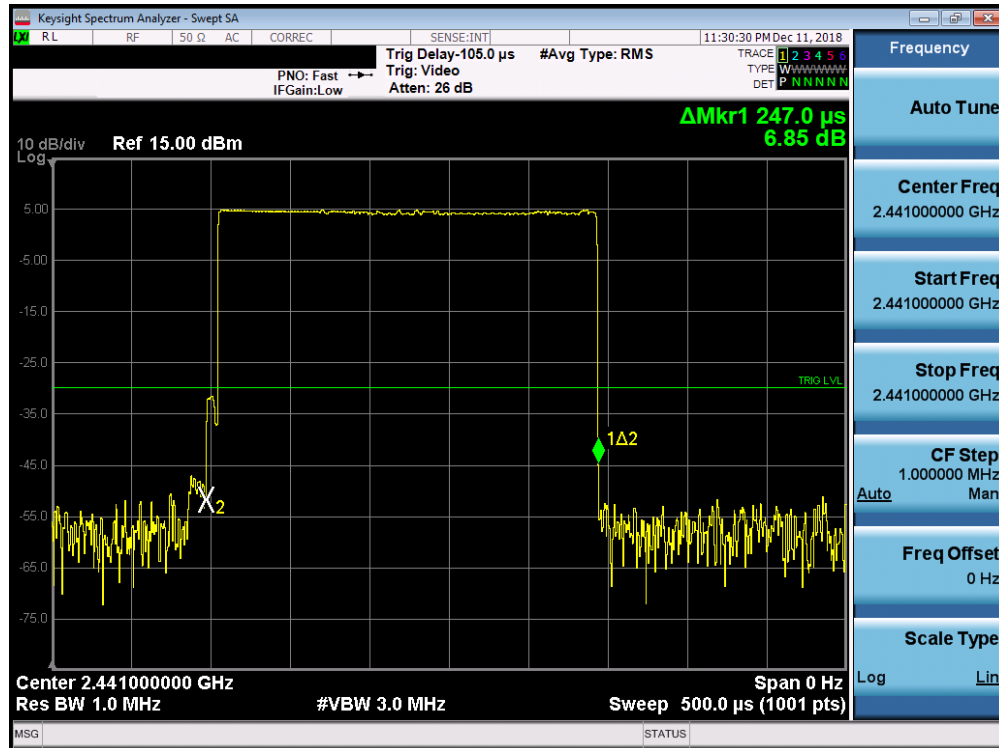 Keysight Spectrum Analyzer - Swept SA
LXI RL RF 50 Ω AC CORREC SENSE:INT 11:30:30 PM Dec 11, 2018
Trig Delay-105.0 µs #Avg Type: RMS TRACE 1 2 3 4 5 6
PNO: Fast Trig: Video TYPE WWWWWW
IFGain:Low Atten: 26 dB DET P N N N N N
ΔMkr1 247.0 µs
6.85 dB
10 dB/div Ref 15.00 dBm
Log
5.00
-5.00
-15.0
-25.0
TRIG LVL
-35.0
1Δ2
-45.0
2
-55.0
-65.0
-75.0
Center 2.441000000 GHz Span 0 Hz
Res BW 1.0 MHz #VBW 3.0 MHz Sweep 500.0 µs (1001 pts)
MSG STATUS
Frequency
Auto Tune
Center Freq
2.441000000 GHz
Start Freq
2.441000000 GHz
Stop Freq
2.441000000 GHz
CF Step
1.000000 MHz
Auto Man
Freq Offset
0 Hz
Scale Type
Log Lin